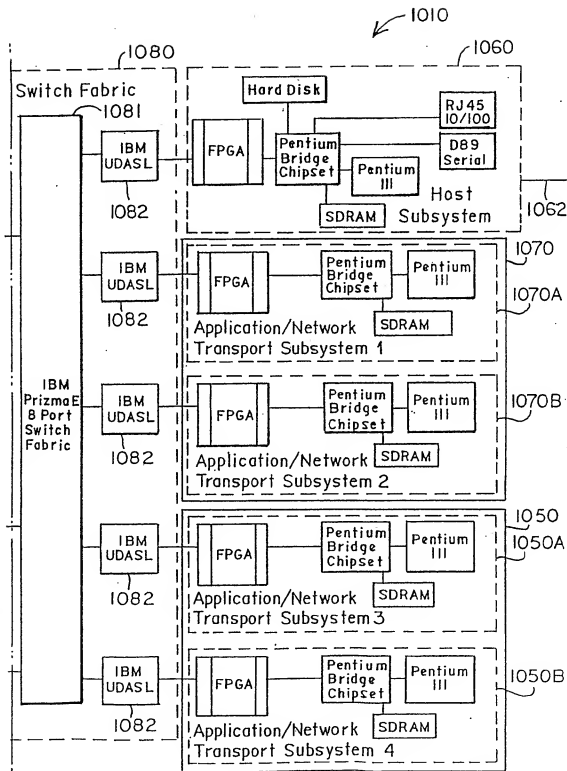 1010
1080
1060
Switch Fabric
1081
IBM
PrizmaE
8 Port
Switch
Fabric
IBM
UDASL
1082
FPGA
Hard Disk
Pentium
Bridge
Chipset
Pentium
III
SDRAM
RJ45
10/100
D89
Serial
Host
Subsystem
1062
IBM
UDASL
1082
FPGA
Pentium
Bridge
Chipset
Pentium
III
SDRAM
Application/Network
Transport Subsystem 1
1070
1070A
IBM
UDASL
1082
FPGA
Pentium
Bridge
Chipset
Pentium
III
SDRAM
Application/Network
Transport Subsystem 2
1070B
IBM
UDASL
1082
FPGA
Pentium
Bridge
Chipset
Pentium
III
SDRAM
Application/Network
Transport Subsystem 3
1050
1050A
IBM
UDASL
1082
FPGA
Pentium
Bridge
Chipset
Pentium
III
SDRAM
Application/Network
Transport Subsystem 4
1050B